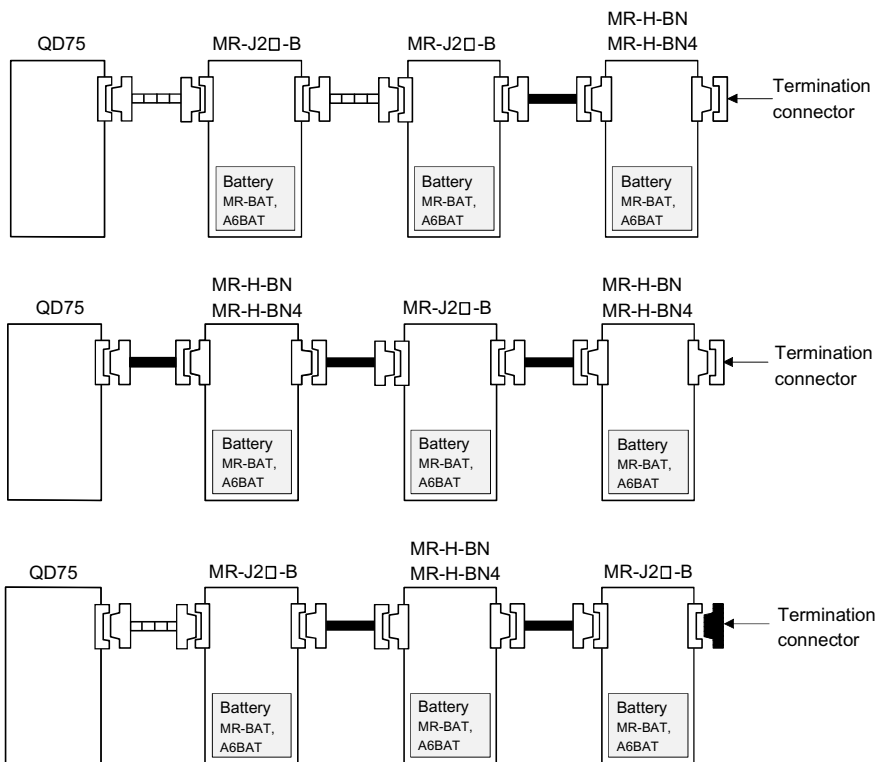 MR-H-BN
QD75 MR-J2□-B MR-J2□-B MR-H-BN4
Termination
connector
Battery
MR-BAT,
A6BAT
Battery
MR-BAT,
A6BAT
Battery
MR-BAT,
A6BAT
MR-H-BN MR-H-BN
QD75 MR-H-BN4 MR-J2□-B MR-H-BN4
Termination
connector
Battery
MR-BAT,
A6BAT
Battery
MR-BAT,
A6BAT
Battery
MR-BAT,
A6BAT
MR-H-BN
QD75 MR-J2□-B MR-H-BN4 MR-J2□-B
Termination
connector
Battery
MR-BAT,
A6BAT
Battery
MR-BAT,
A6BAT
Battery
MR-BAT,
A6BAT